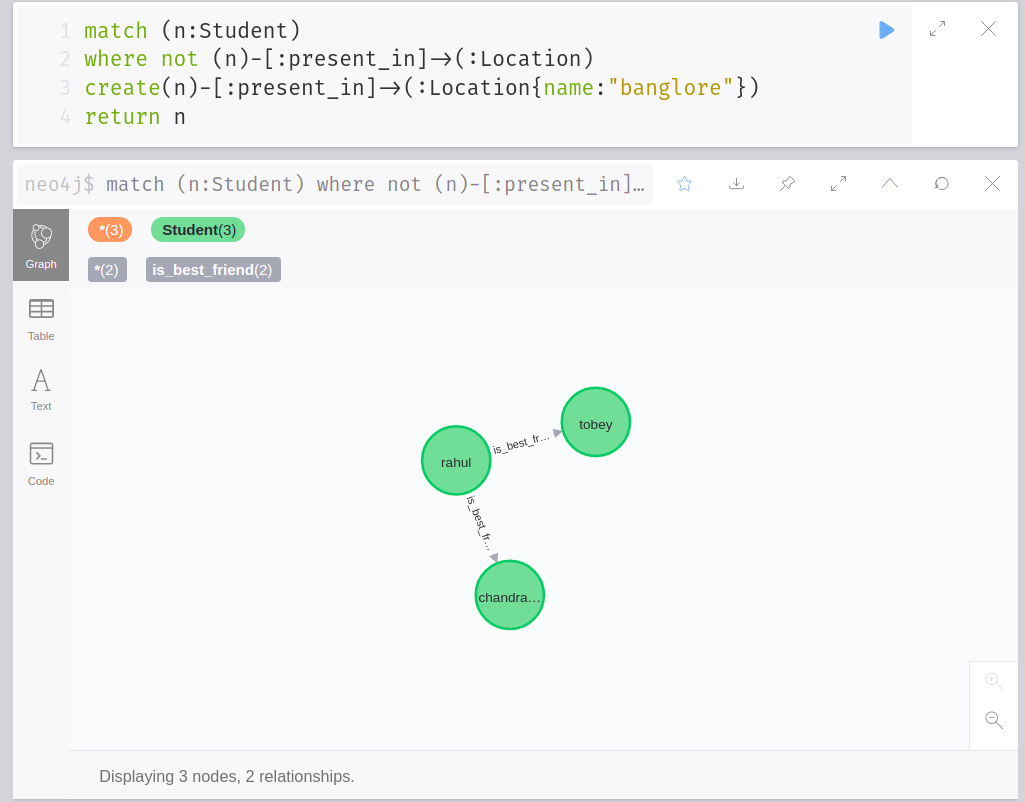 1 match (n:Student)
2 where not (n)-[:present_in]->(:Location)
3 create(n)-[:present_in]->(:Location{name:"banglore"})
4 return n
neo4j$ match (n:Student) where not (n)-[:present_in]…
*(3) Student(3)
*(2) is_best_friend(2)
Graph
Table
Text
Code
tobey
is_best_fr…
rahul
is_best_fr…
chandra…
Displaying 3 nodes, 2 relationships.